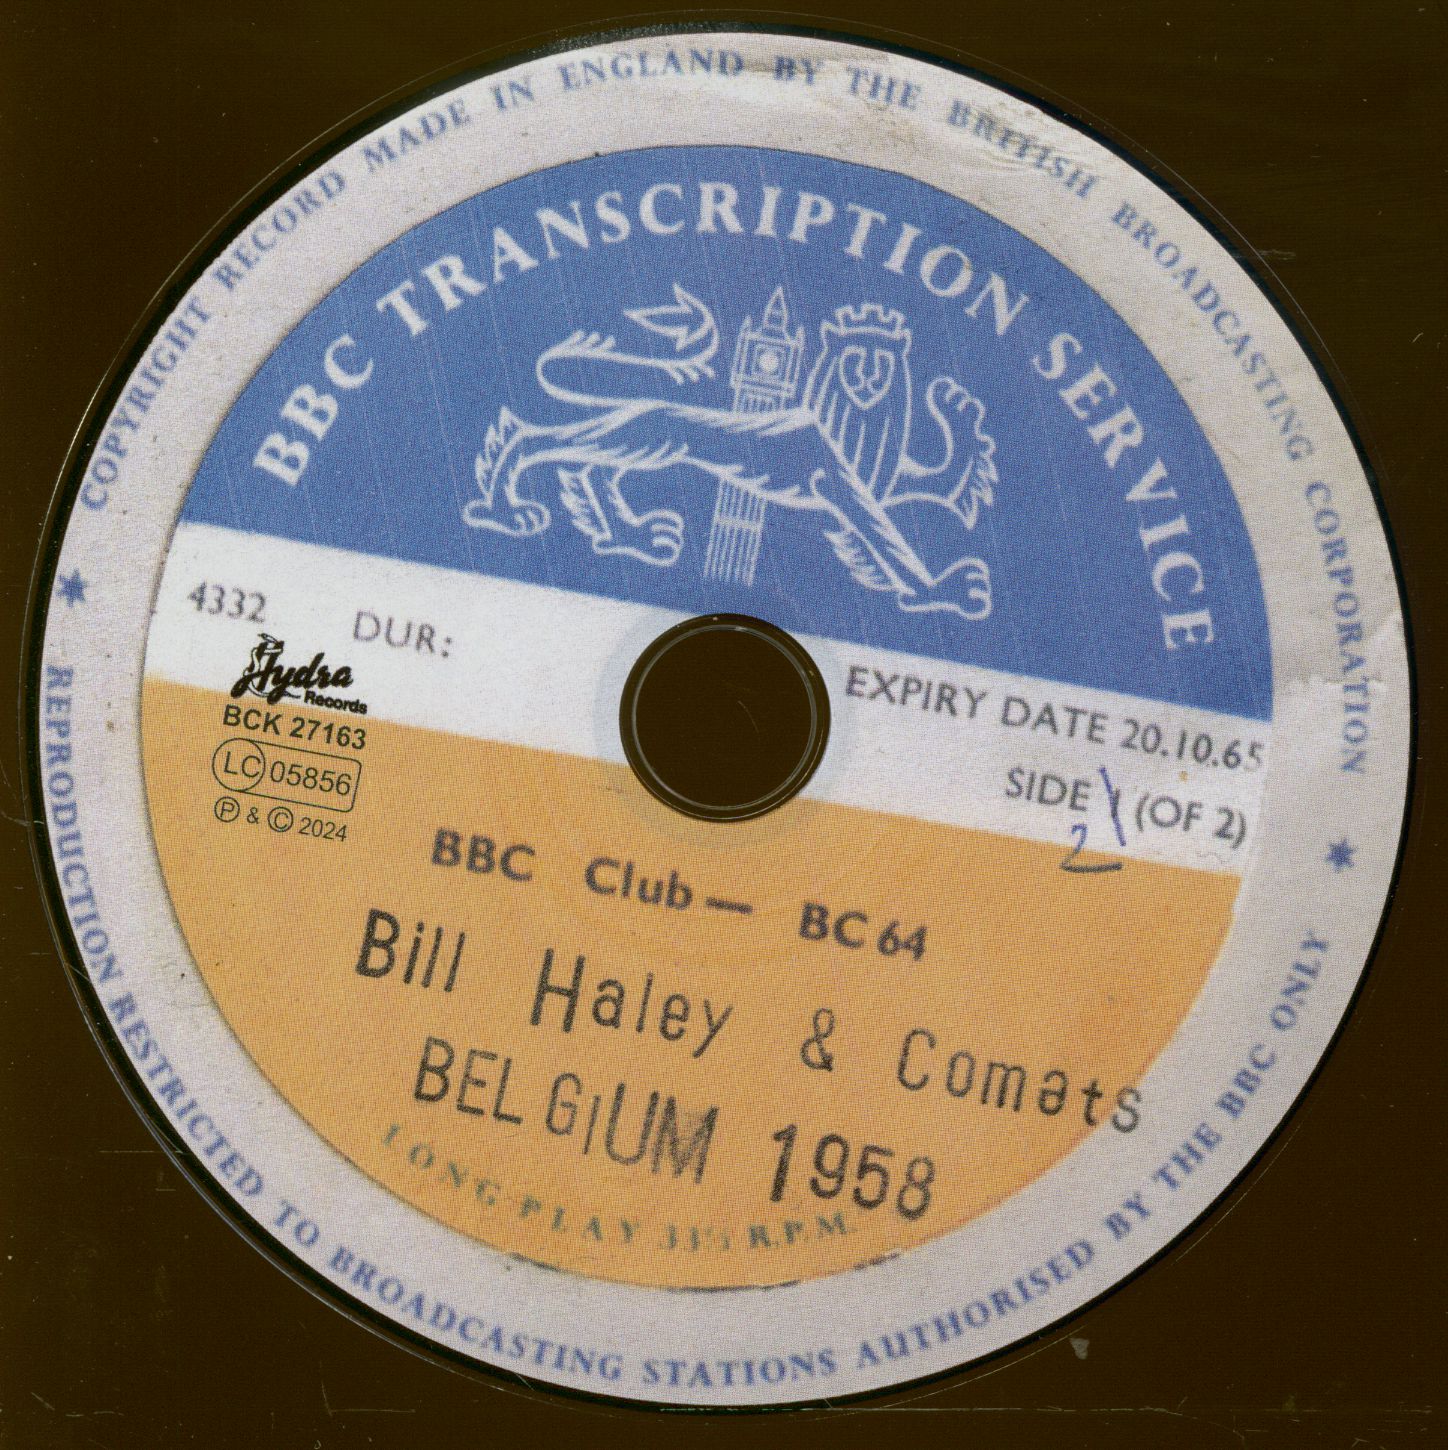 COPYRIGHT RECORD MADE IN ENGLAND BY THE BRITISH BROADCASTING CORPORATION
BBC TRANSCRIPTION SERVICE
4332 DUR:
EXPIRY DATE 20.10.65
SIDE 1 (OF 2)
2
Hydra
Records
BCK 27163
LC 05856
Ⓟ & © 2024
BBC Club — BC 64
Bill Haley & Comets
BELGIUM 1958
LONG-PLAY 33⅓ R.P.M.
REPRODUCTION RESTRICTED TO BROADCASTING STATIONS AUTHORISED BY THE BBC ONLY